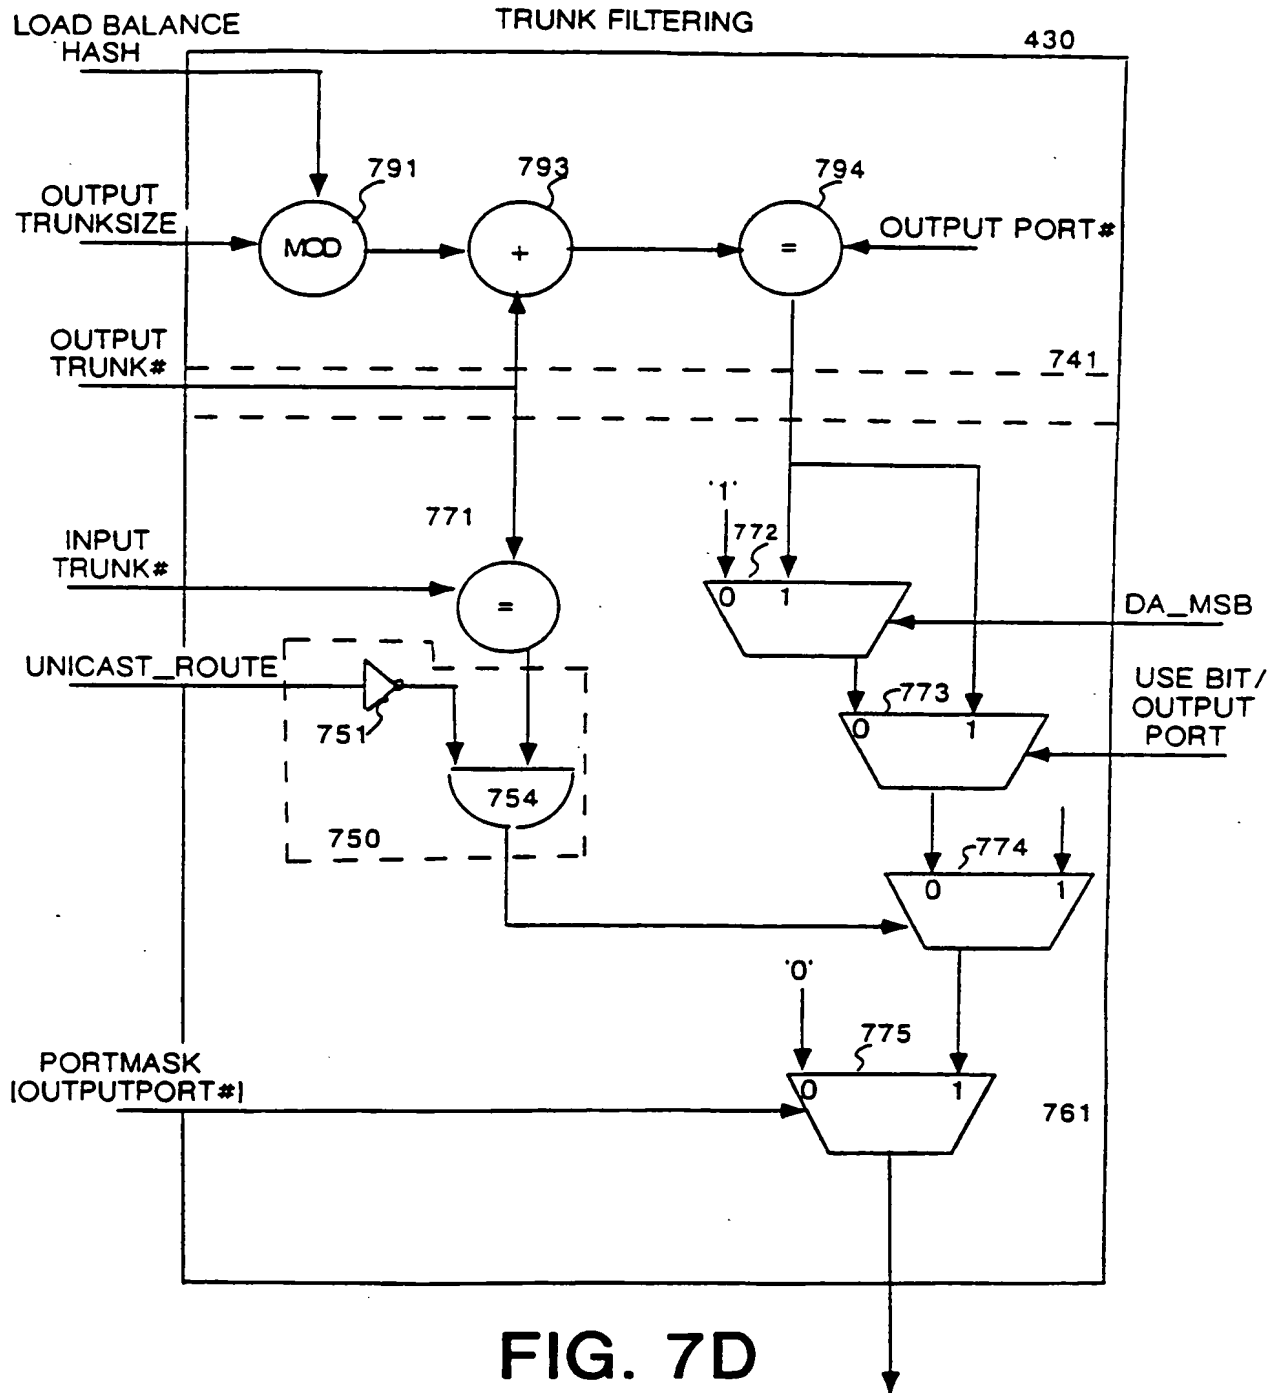 LOAD BALANCE
HASH
TRUNK FILTERING
430
791
793
794
OUTPUT
TRUNKSIZE
MOD
+
=
OUTPUT PORT#
OUTPUT
TRUNK#
741
'1'
771
772
INPUT
TRUNK#
=
0 1
DA_MSB
UNICAST_ROUTE
751
773
0 1
USE BIT/
OUTPUT
PORT
754
750
774
0 1
'0'
775
PORTMASK
[OUTPUTPORT#]
0 1
761
FIG. 7D